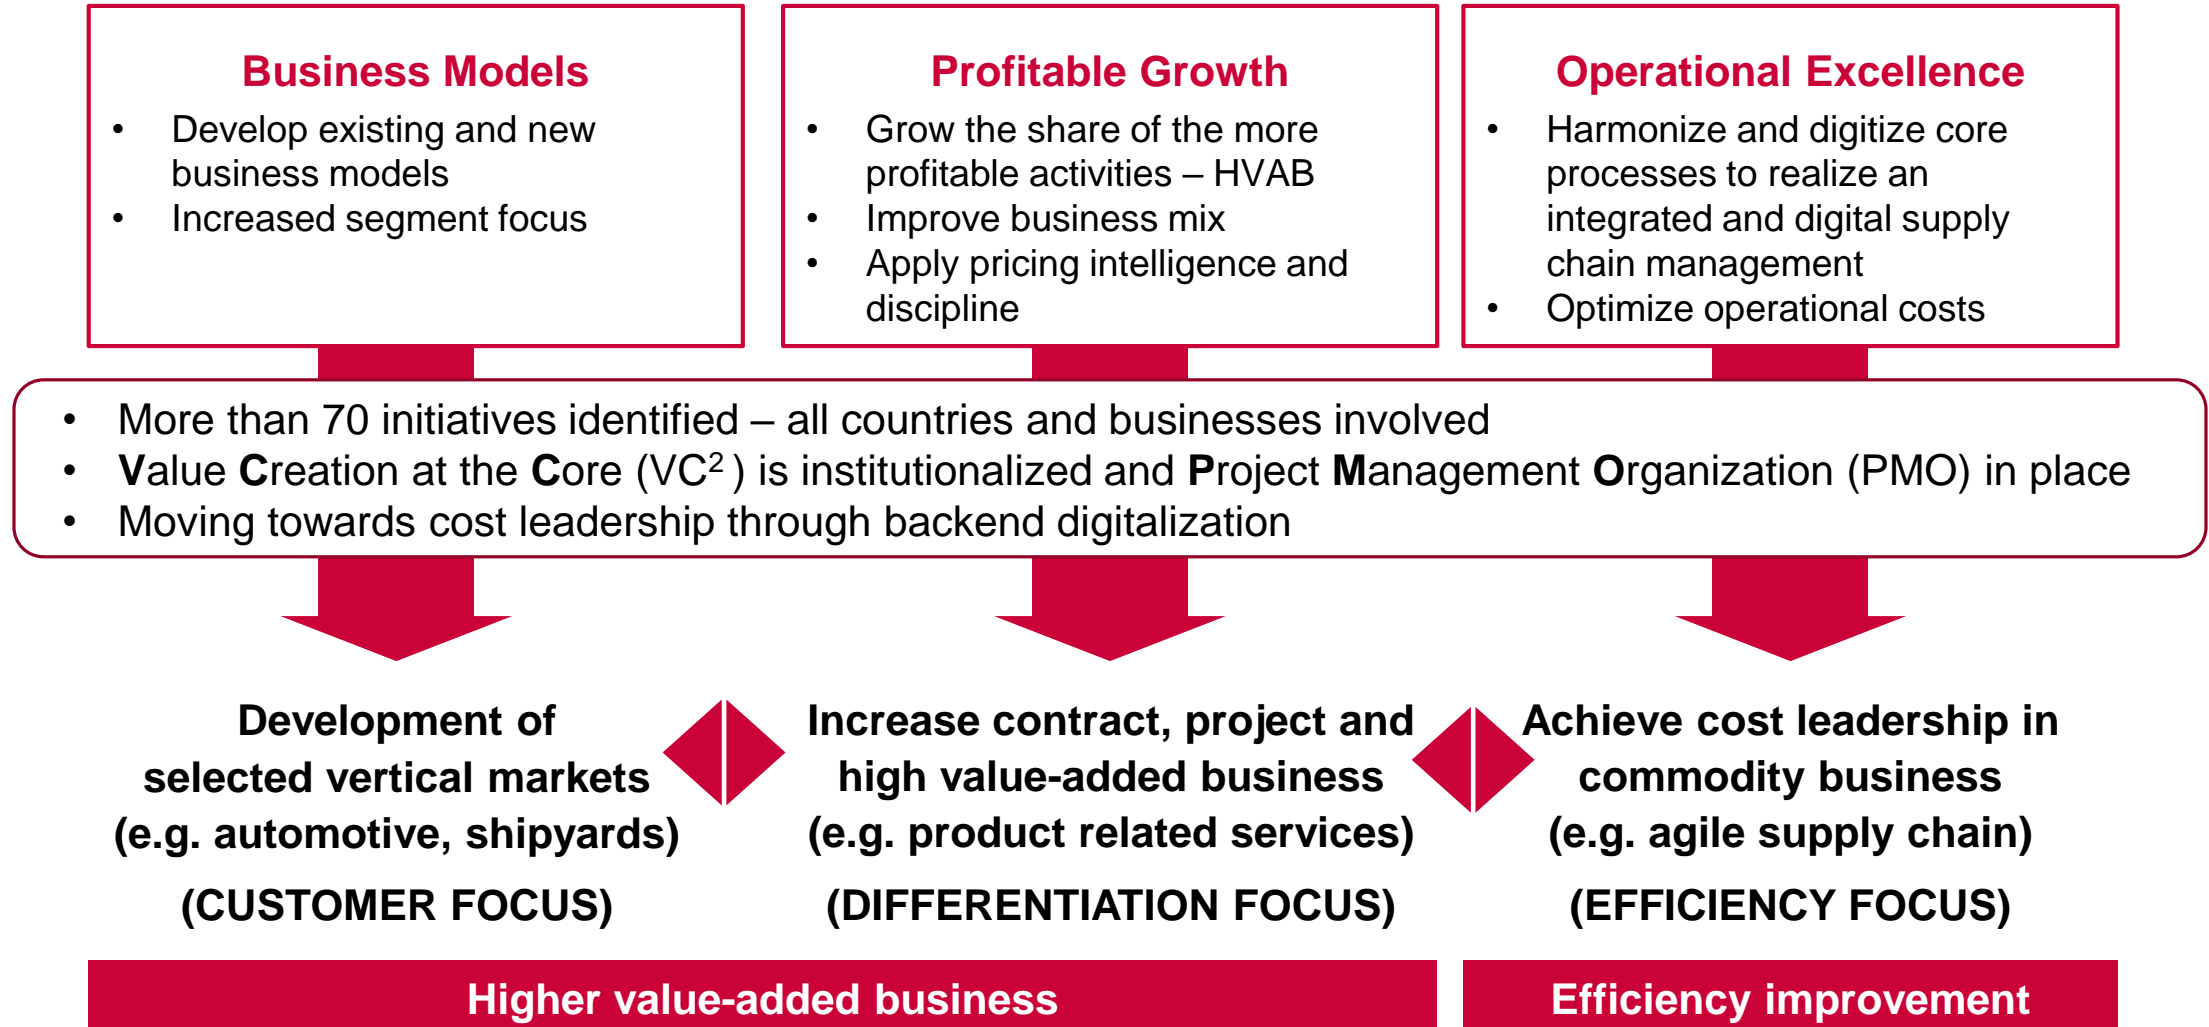 Business Models
• Develop existing and new
business models
• Increased segment focus
Profitable Growth
• Grow the share of the more
profitable activities – HVAB
• Improve business mix
• Apply pricing intelligence and
discipline
Operational Excellence
• Harmonize and digitize core
processes to realize an
integrated and digital supply
chain management
• Optimize operational costs
• More than 70 initiatives identified – all countries and businesses involved
• Value Creation at the Core (VC²) is institutionalized and Project Management Organization (PMO) in place
• Moving towards cost leadership through backend digitalization
Development of
selected vertical markets
(e.g. automotive, shipyards)
(CUSTOMER FOCUS)
Increase contract, project and
high value-added business
(e.g. product related services)
(DIFFERENTIATION FOCUS)
Achieve cost leadership in
commodity business
(e.g. agile supply chain)
(EFFICIENCY FOCUS)
Higher value-added business
Efficiency improvement